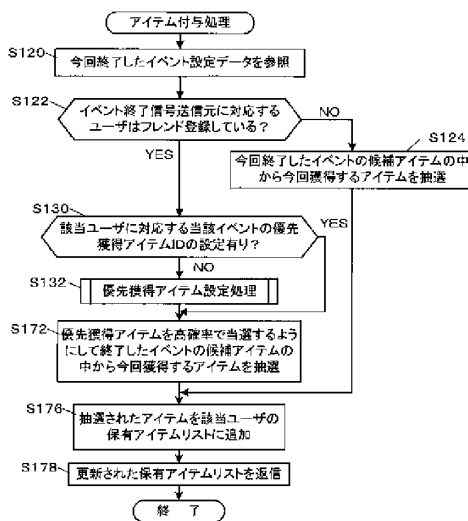 アイテム付与処理
S120
今回終了したイベント設定データを参照
S122
イベント終了信号送信元に対応する
ユーザはフレンド登録している?
NO
YES
S124
今回終了したイベントの候補アイテムの中
から今回獲得するアイテムを抽選
S130
該当ユーザに対応する当該イベントの優先
獲得アイテムIDの設定有り?
YES
NO
S132
優先獲得アイテム設定処理
S172
優先獲得アイテムを高確率で当選するよう
にして終了したイベントの候補アイテムの
中から今回獲得するアイテムを抽選
S176
抽選されたアイテムを該当ユーザの
保有アイテムリストに追加
S178
更新された保有アイテムリストを返信
終 了